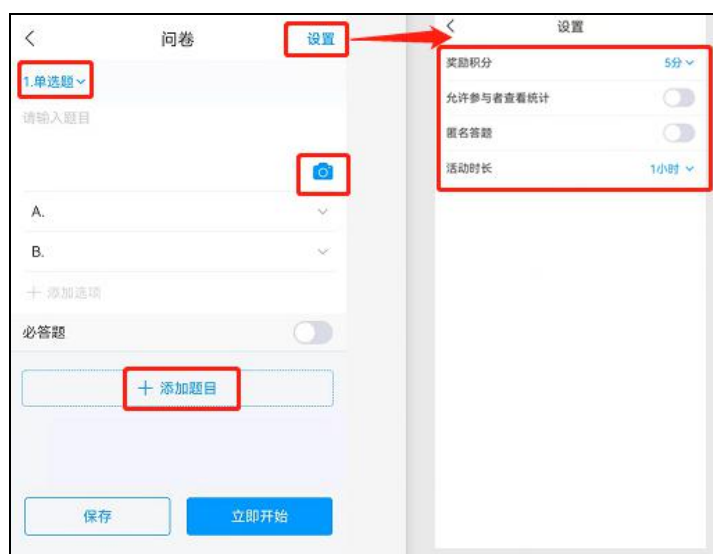 问卷
设置
1.单选题
请输入题目
A.
B.
十 添加选项
必答题
十 添加题目
保存
立即开始
设置
奖励积分
5分
允许参与者查看统计
匿名答题
活动时长
1小时